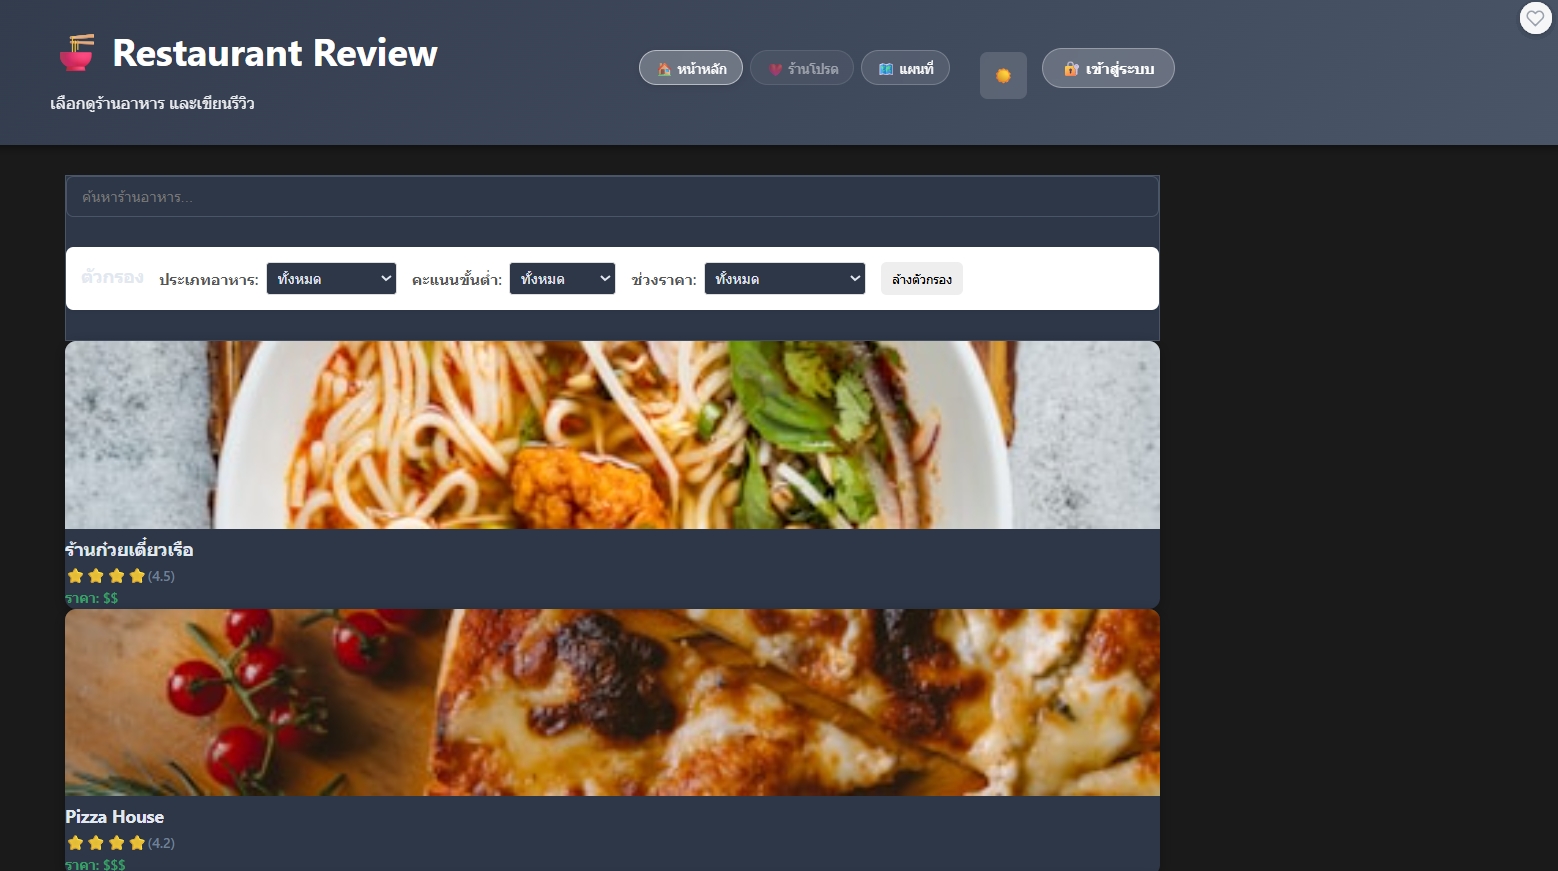 Restaurant Review
เลือกดูร้านอาหาร และเขียนรีวิว
หน้าหลัก
ร้านโปรด
แผนที่
เข้าสู่ระบบ
ค้นหาร้านอาหาร...
ตัวกรอง ประเภทอาหาร: ทั้งหมด คะแนนขั้นต่ำ: ทั้งหมด ช่วงราคา: ทั้งหมด ล้างตัวกรอง
ร้านก๋วยเตี๋ยวเรือ
(4.5)
ราคา: $$
Pizza House
(4.2)
ราคา: $$$